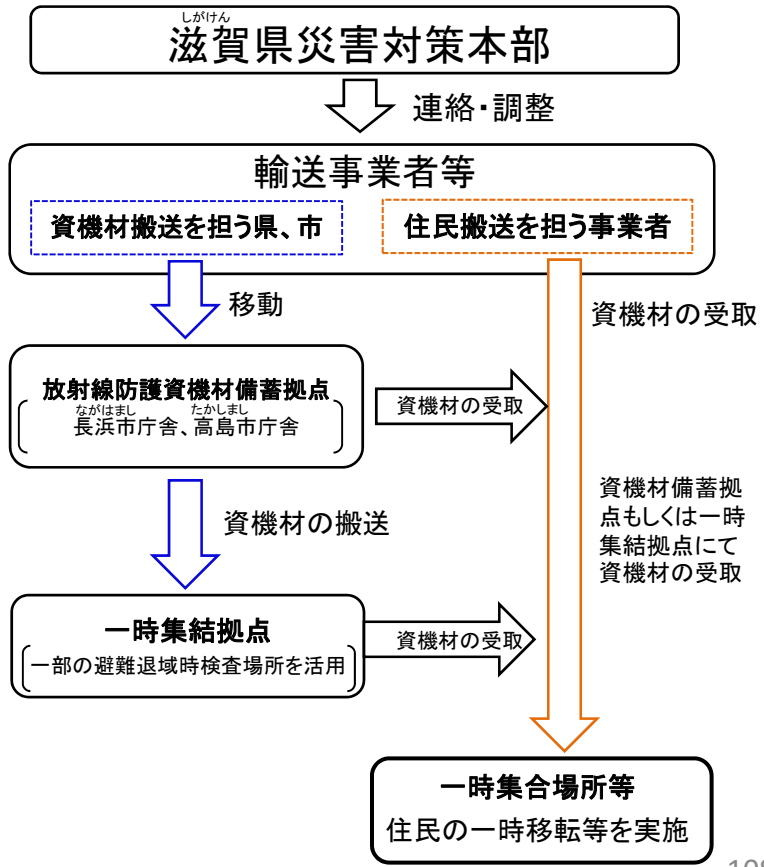 しがけん
滋賀県災害対策本部
連絡・調整
輸送事業者等
資機材搬送を担う県、市
住民搬送を担う事業者
移動
資機材の受取
放射線防護資機材備蓄拠点
ながはまし たかしまし
長浜市庁舎、高島市庁舎
資機材の受取
資機材備蓄拠
点もしくは一時
集結拠点にて
資機材の受取
資機材の搬送
一時集結拠点
一部の避難退域時検査場所を活用
資機材の受取
一時集合場所等
住民の一時移転等を実施